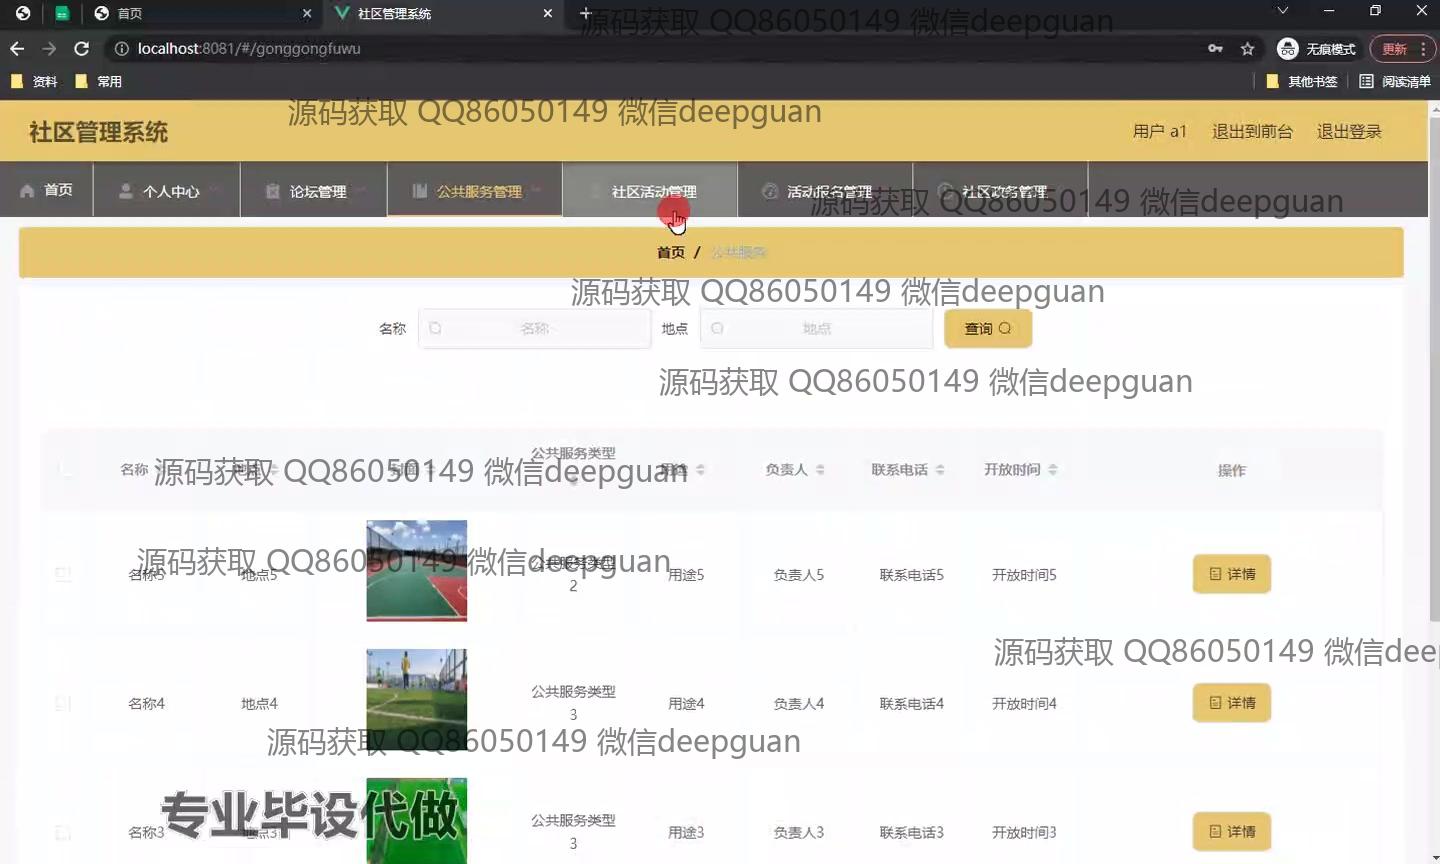 首页
社区管理系统
源码获取 QQ86050149 微信deepguan
localhost:8081/#/gonggongfuwu
无痕模式
更新
资料
常用
其他书签
阅读清单
源码获取 QQ86050149 微信deepguan
社区管理系统
用户 a1
退出到前台
退出登录
首页
个人中心
论坛管理
公共服务管理
社区活动管理
活动报名管理
社区政务管理
源码获取 QQ86050149 微信deepguan
首页 / 公共服务
源码获取 QQ86050149 微信deepguan
名称
名称
地点
地点
查询
源码获取 QQ86050149 微信deepguan
名称
地点
封面
公共服务类型
用途
负责人
联系电话
开放时间
操作
源码获取 QQ86050149 微信deepguan
源码获取 QQ86050149 微信deepguan
名称5
地点5
公共服务类型
2
用途5
负责人5
联系电话5
开放时间5
详情
源码获取 QQ86050149 微信deep
名称4
地点4
公共服务类型
3
用途4
负责人4
联系电话4
开放时间4
详情
源码获取 QQ86050149 微信deepguan
专业毕设代做
名称3
地点3
公共服务类型
3
用途3
负责人3
联系电话3
开放时间3
详情